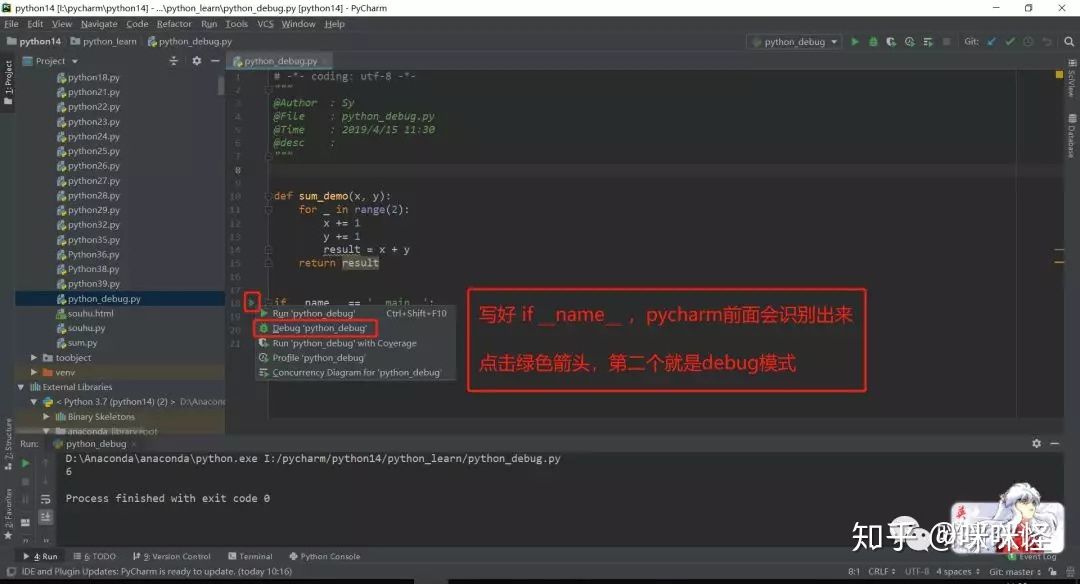 python14 [I:\pycharm\python14] - ...\python_learn\python_debug.py [python14] - PyCharm
File Edit View Navigate Code Refactor Run Tools VCS Window Help
python14 python_learn python_debug.py
python_debug
Git:
1: Project
Project
python_debug.py
python18.py
python21.py
python22.py
python23.py
python24.py
python25.py
python26.py
python27.py
python28.py
python29.py
python32.py
python35.py
Python36.py
Python38.py
python39.py
python_debug.py
souhu.html
souhu.py
sum.py
toobject
venv
External Libraries
< Python 3.7 (python14) (2) > D:\Anacond
Binary Skeletons
anaconda library root
1 # -*- coding: utf-8 -*-
2 """
3 @Author : Sy
4 @File : python_debug.py
5 @Time : 2019/4/15 11:30
6 @desc :
7 """
8
9
10 def sum_demo(x, y):
11 for _ in range(2):
12 x += 1
13 y += 1
14 result = x + y
15 return result
16
17
18 if __name__ == '__main__':
19
20
21
Run 'python_debug' Ctrl+Shift+F10
Debug 'python_debug'
Run 'python_debug' with Coverage
Profile 'python_debug'
Concurrency Diagram for 'python_debug'
写好 if __name__ ，pycharm前面会识别出来
点击绿色箭头，第二个就是debug模式
SciView
Database
Z: Structure
2: Favorites
Run: python_debug
D:\Anaconda\anaconda\python.exe I:/pycharm/python14/python_learn/python_debug.py
6
Process finished with exit code 0
英
知乎 @咪咪怪
4: Run 6: TODO 9: Version Control Terminal Python Console
Event Log
IDE and Plugin Updates: PyCharm is ready to update. (today 10:16)
8:1 CRLF UTF-8 4 spaces Git: master